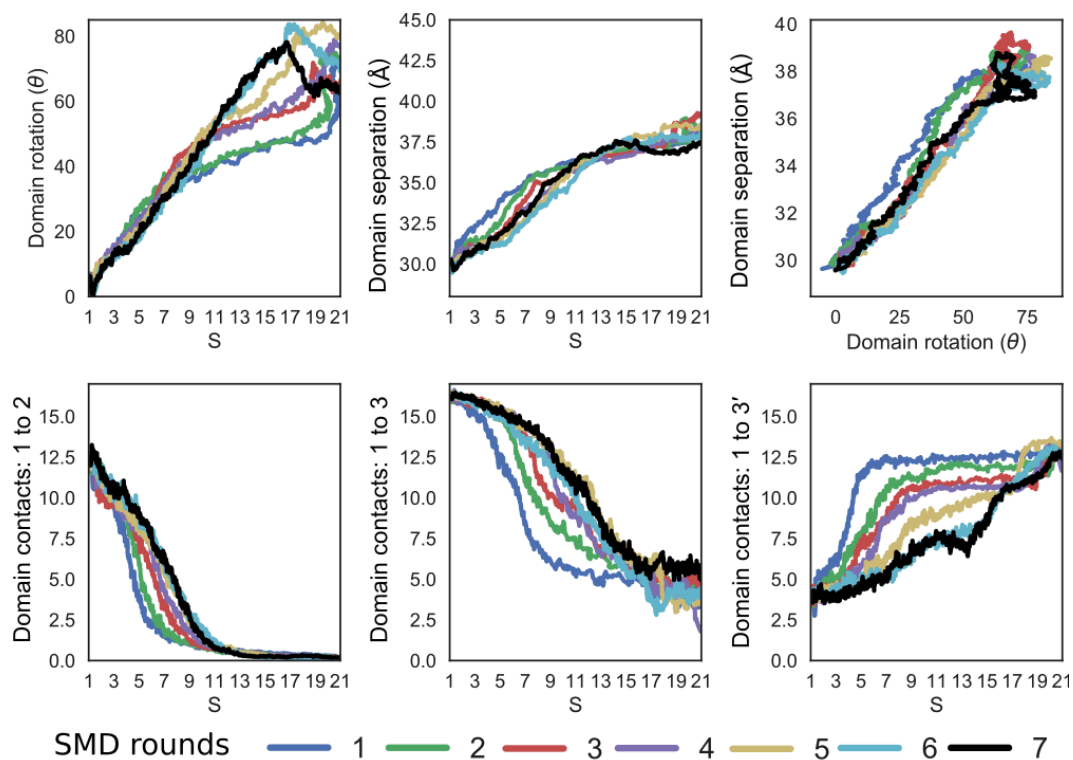 Domain rotation (θ)
80
60
40
20
0
1 3 5 7 9 11 13 15 17 19 21
S
Domain separation (Å)
45.0
42.5
40.0
37.5
35.0
32.5
30.0
1 3 5 7 9 11 13 15 17 19 21
S
Domain separation (Å)
40
38
36
34
32
30
0 25 50 75
Domain rotation (θ)
Domain contacts: 1 to 2
15.0
12.5
10.0
7.5
5.0
2.5
0.0
1 3 5 7 9 11 13 15 17 19 21
S
Domain contacts: 1 to 3
15.0
12.5
10.0
7.5
5.0
2.5
0.0
1 3 5 7 9 11 13 15 17 19 21
S
Domain contacts: 1 to 3′
15.0
12.5
10.0
7.5
5.0
2.5
0.0
1 3 5 7 9 11 13 15 17 19 21
S
SMD rounds 1 2 3 4 5 6 7